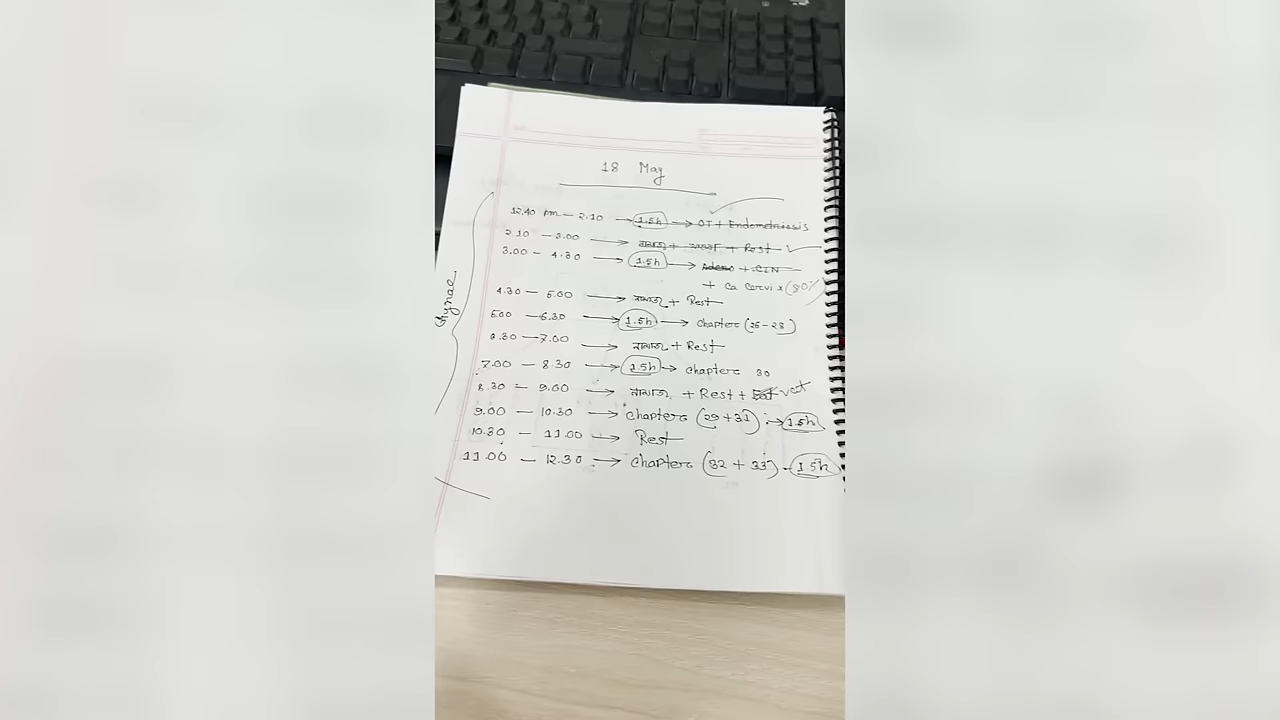 18 May
Gynae
12.40 Pm - 2.10 → 1.5h → OT + Endometriosis
2.10 - 3.00 → নামাজ + + Rest
3.00 - 4.30 → 1.5h → Adeno + CIN
+ Ca Cervix (80%)
4.30 - 5.00 → নামাজ + Rest
5.00 - 6.30 → 1.5h → chapters (26-28)
6.30 - 7.00 → নামাজ + Rest
7.00 - 8.30 → 1.5h → chapters 30
8.30 - 9.00 → নামাজ + Rest +
9.00 - 10.30 → chapters (29+31) → 1.5h
10.30 - 11.00 → Rest
11.00 - 12.30 → chapters (32 + 33) - 1.5h